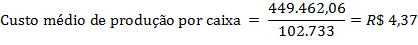 Custo médio de produção por caixa = 449.462,06 / 102.733 = R$ 4,37